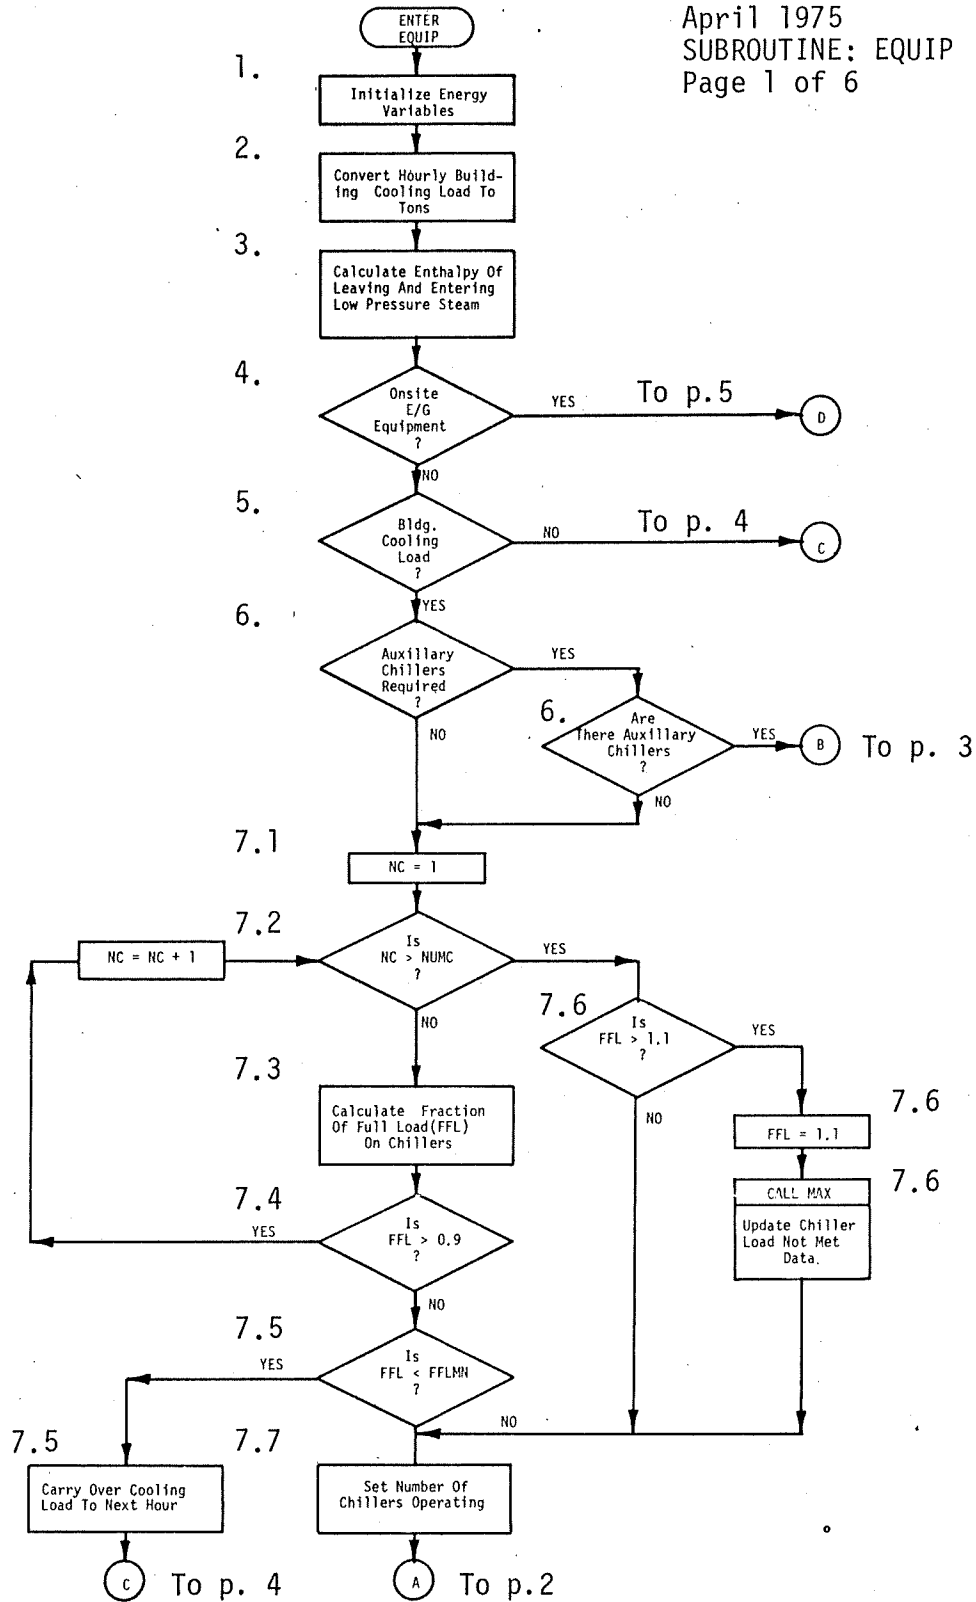 April 1975
SUBROUTINE: EQUIP
Page 1 of 6
ENTER
EQUIP
1.
Initialize Energy
Variables
2.
Convert Hourly Build-
ing Cooling Load To
Tons
3.
Calculate Enthalpy Of
Leaving And Entering
Low Pressure Steam
4.
Onsite
E/G
Equipment
?
YES
To p.5
D
NO
5.
Bldg.
Cooling
Load
?
NO
To p. 4
C
YES
6.
Auxillary
Chillers
Required
?
YES
NO
6.
Are
There Auxillary
Chillers
?
YES
B
To p. 3
NO
7.1
NC = 1
7.2
NC = NC + 1
Is
NC > NUMC
?
YES
NO
7.6
Is
FFL > 1.1
?
YES
NO
7.3
Calculate Fraction
Of Full Load(FFL)
On Chillers
7.6
FFL = 1.1
7.6
CALL MAX
Update Chiller
Load Not Met
Data.
7.4
Is
FFL > 0.9
?
YES
NO
7.5
Is
FFL < FFLMN
?
YES
NO
7.5
Carry Over Cooling
Load To Next Hour
7.7
Set Number Of
Chillers Operating
C
To p. 4
A
To p.2